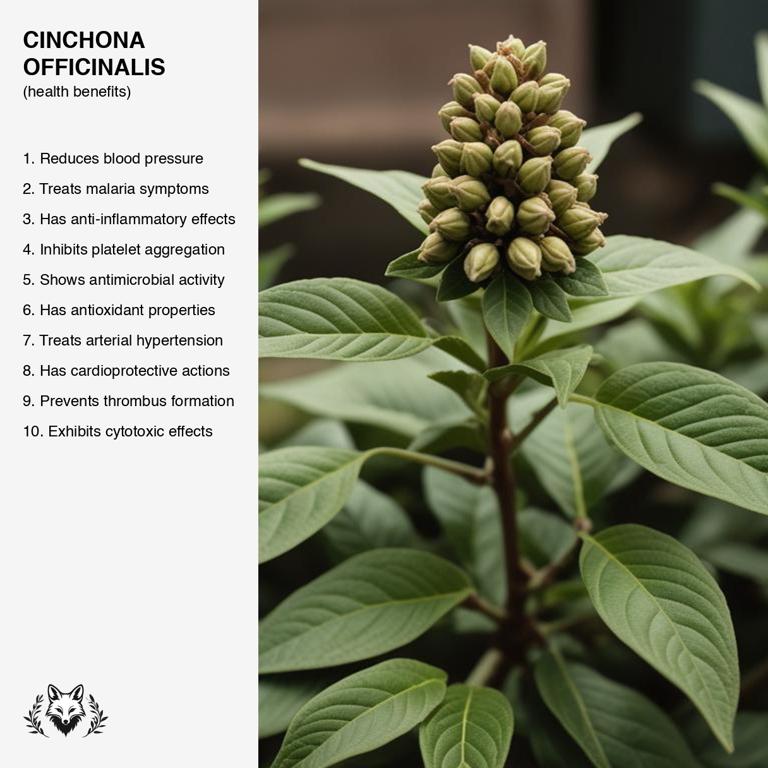 CINCHONA
OFFICINALIS
(health benefits)
1. Reduces blood pressure
2. Treats malaria symptoms
3. Has anti-inflammatory effects
4. Inhibits platelet aggregation
5. Shows antimicrobial activity
6. Has antioxidant properties
7. Treats arterial hypertension
8. Has cardioprotective actions
9. Prevents thrombus formation
10. Exhibits cytotoxic effects